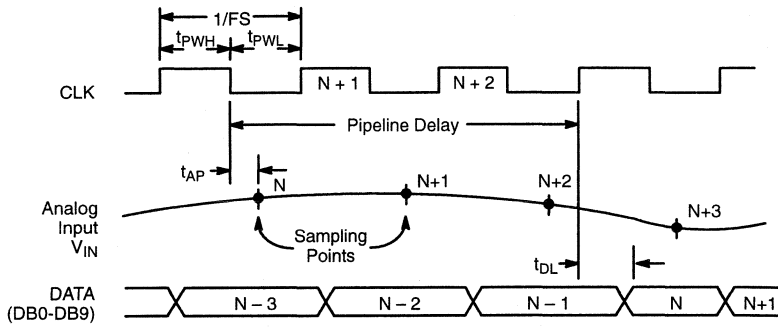 1/FS
tPWH tPWL
CLK
N + 1 N + 2
Pipeline Delay
tAP
N N+1 N+2 N+3
Analog
Input
VIN
Sampling
Points
tDL
DATA
(DB0-DB9)
N – 3 N – 2 N – 1 N N+1